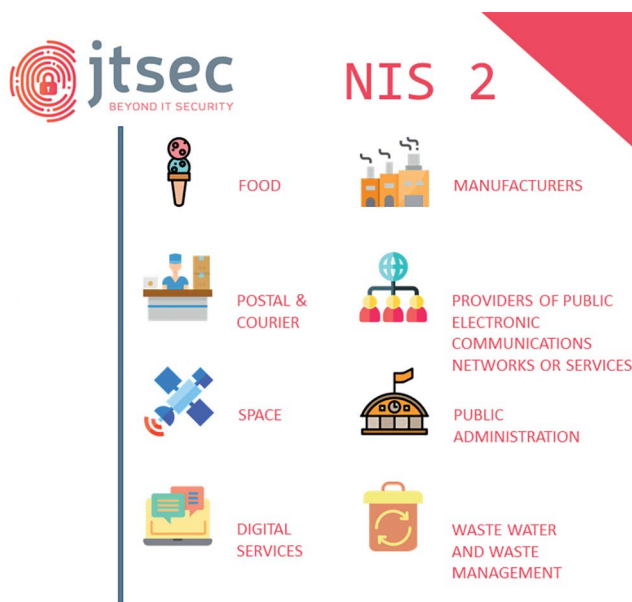 jtsec
BEYOND IT SECURITY
NIS 2
FOOD
MANUFACTURERS
POSTAL &
COURIER
PROVIDERS OF PUBLIC
ELECTRONIC
COMMUNICATIONS
NETWORKS OR SERVICES
SPACE
PUBLIC
ADMINISTRATION
DIGITAL
SERVICES
WASTE WATER
AND WASTE
MANAGEMENT